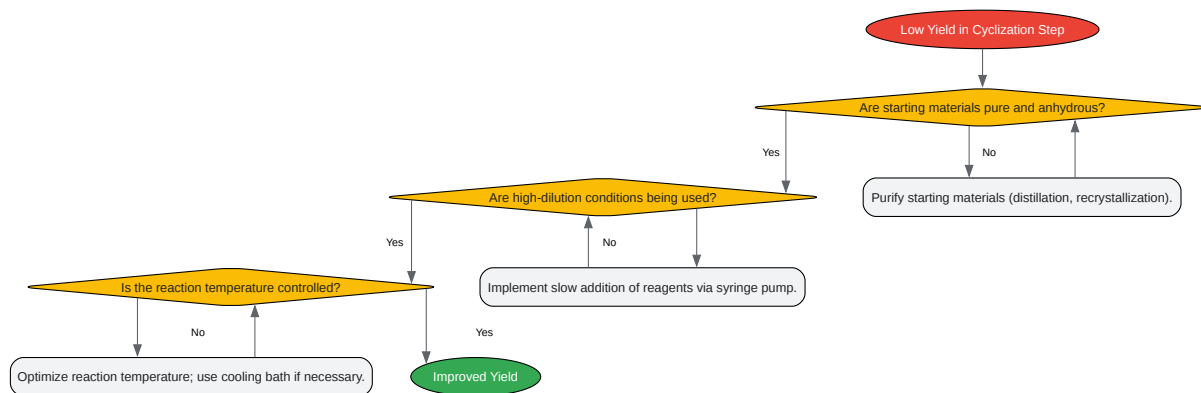 Low Yield in Cyclization Step
Are starting materials pure and anhydrous?
Yes
No
Purify starting materials (distillation, recrystallization).
Are high-dilution conditions being used?
Yes
No
Implement slow addition of reagents via syringe pump.
Is the reaction temperature controlled?
No
Yes
Optimize reaction temperature; use cooling bath if necessary.
Improved Yield